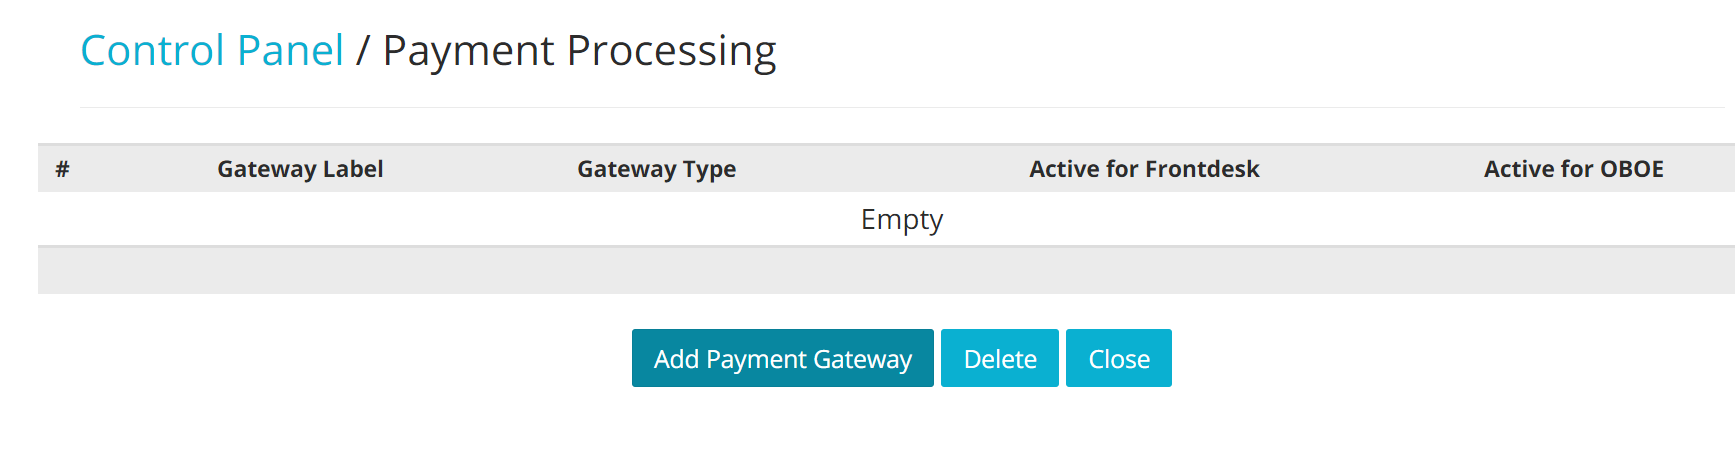 Control Panel / Payment Processing
# Gateway Label Gateway Type Active for Frontdesk Active for OBOE
Empty
Add Payment Gateway Delete Close